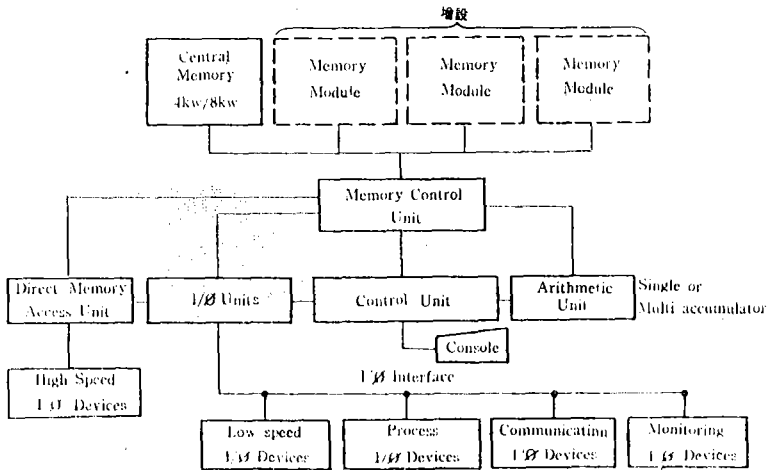 増設
Central
Memory
4kw/8kw
Memory
Module
Memory
Module
Memory
Module
Memory Control
Unit
Direct Memory
Access Unit
I/Ø Units
Control Unit
Arithmetic
Unit
Single or
Multi accumulator
Console
High Speed
I/Ø Devices
I/Ø Interface
Low speed
I/Ø Devices
Process
I/Ø Devices
Communication
I/Ø Devices
Monitoring
I/Ø Devices